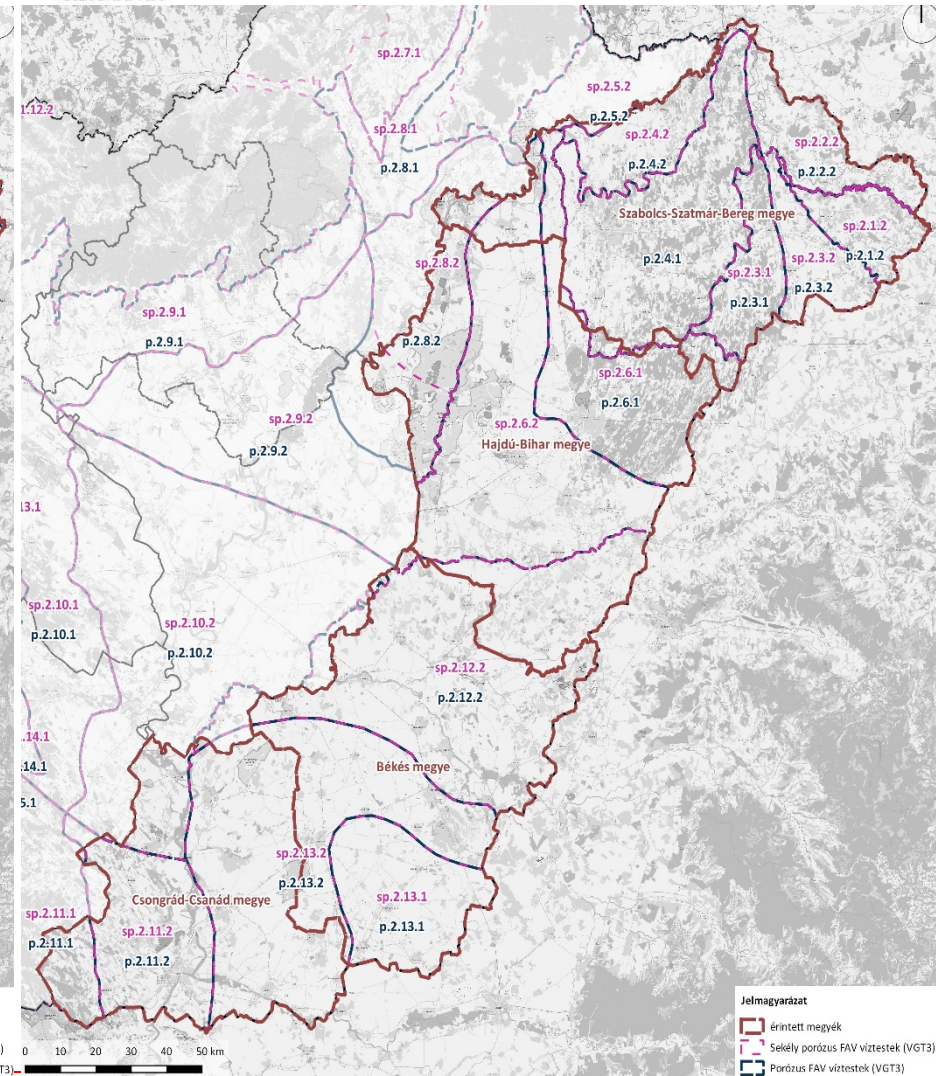 sp.2.7.1
1.12.2
sp.2.5.2
p.2.5.2
sp.2.8.1
p.2.8.1
sp.2.4.2
p.2.4.2
sp.2.2.2
p.2.2.2
Szabolcs-Szatmár-Bereg megye
sp.2.1.2
p.2.1.2
p.2.4.1
sp.2.3.2
p.2.3.2
sp.2.3.1
p.2.3.1
sp.2.8.2
p.2.8.2
sp.2.9.1
p.2.9.1
sp.2.6.1
p.2.6.1
sp.2.9.2
p.2.9.2
sp.2.6.2
Hajdú-Bihar megye
13.1
sp.2.10.1
p.2.10.1
sp.2.10.2
p.2.10.2
sp.2.12.2
p.2.12.2
.14.1
.14.1
5.1
Békés megye
sp.2.13.2
p.2.13.2
sp.2.13.1
p.2.13.1
Csongrád-Csanád megye
sp.2.11.1
p.2.11.1
sp.2.11.2
p.2.11.2
0 10 20 30 40 50 km
Jelmagyarázat
érintett megyék
Sekély porózus FAV víztestek (VGT3)
Porózus FAV víztestek (VGT3)
)
T3)